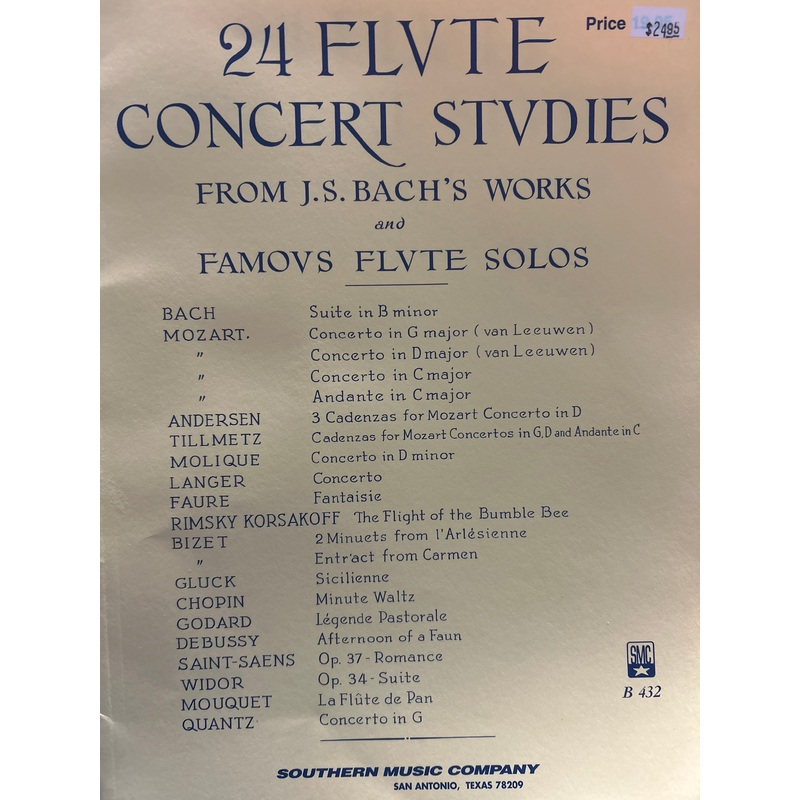 Price $2495
24 FLVTE
CONCERT STVDIES
FROM J.S. BACH'S WORKS
and
FAMOVS FLVTE SOLOS
BACH Suite in B minor
MOZART. Concerto in G major (van Leeuwen)
" Concerto in D major (van Leeuwen)
" Concerto in C major
" Andante in C major
ANDERSEN 3 Cadenzas for Mozart Concerto in D
TILLMETZ Cadenzas for Mozart Concertos in G, D and Andante in C
MOLIQUE Concerto in D minor
LANGER Concerto
FAURE Fantaisie
RIMSKY KORSAKOFF The Flight of the Bumble Bee
BIZET 2 Minuets from l'Arlésienne
" Entr'act from Carmen
GLUCK Sicilienne
CHOPIN Minute Waltz
GODARD Légende Pastorale
DEBUSSY Afternoon of a Faun
SAINT-SAENS Op. 37 - Romance
WIDOR Op. 34 - Suite
MOUQUET La Flûte de Pan
QUANTZ Concerto in G
SMC
B 432
SOUTHERN MUSIC COMPANY
SAN ANTONIO, TEXAS 78209